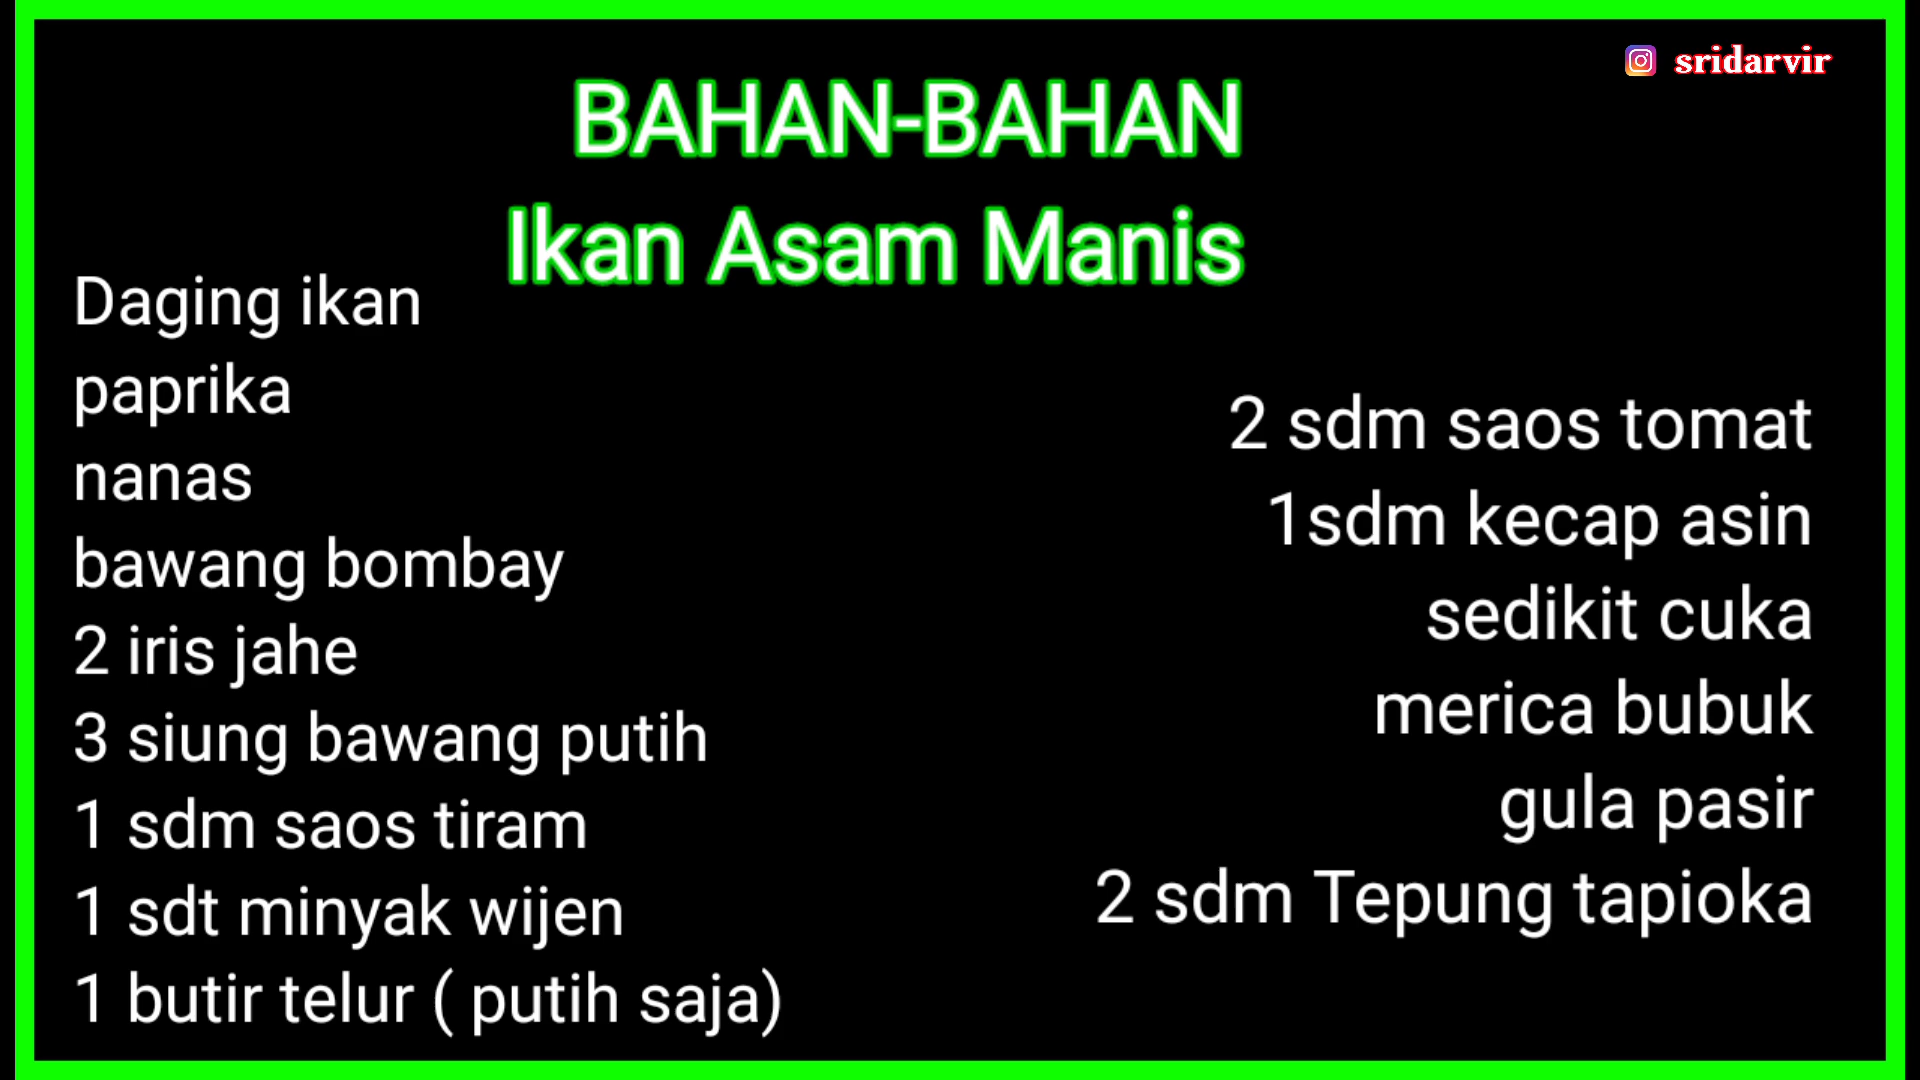 sridarvir
BAHAN-BAHAN
Ikan Asam Manis
Daging ikan
paprika
nanas
bawang bombay
2 iris jahe
3 siung bawang putih
1 sdm saos tiram
1 sdt minyak wijen
1 butir telur ( putih saja)
2 sdm saos tomat
1sdm kecap asin
sedikit cuka
merica bubuk
gula pasir
2 sdm Tepung tapioka